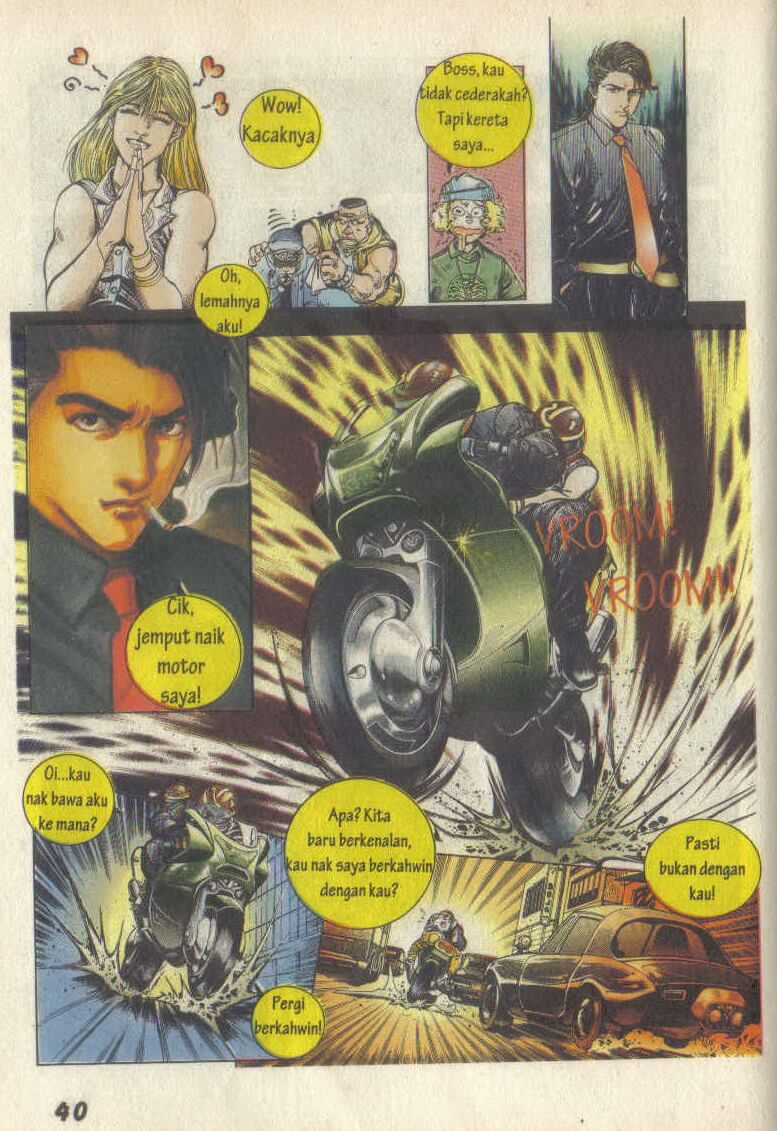 Wow!
Kacaknya
Boss, kau
tidak cederakah?
Tapi kereta
saya...
Oh,
lemahnya
aku!
Cik,
jemput naik
motor
saya!
VROOM!
VROOM!!
Oi...kau
nak bawa aku
ke mana?
Pergi
berkahwin!
Apa? Kita
baru berkenalan,
kau nak saya berkahwin
dengan kau?
Pasti
bukan dengan
kau!
40